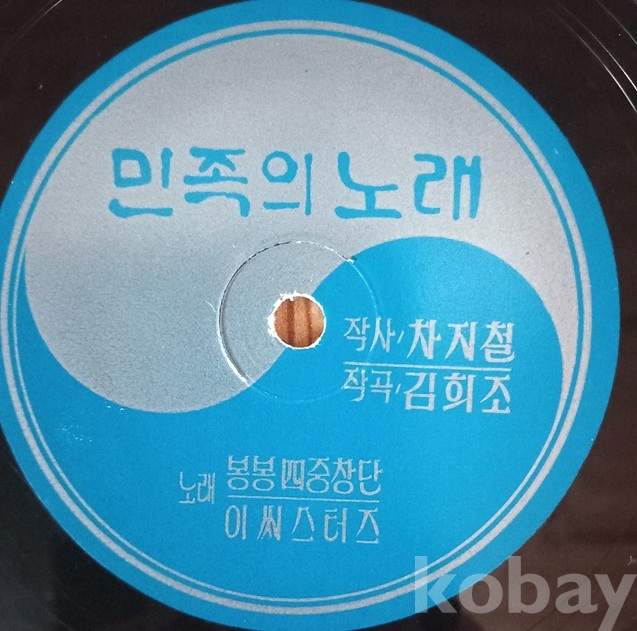 민족의 노래
작사/차지철
작곡/김희조
노래 봉봉四중창단
이씨스터즈
kobay